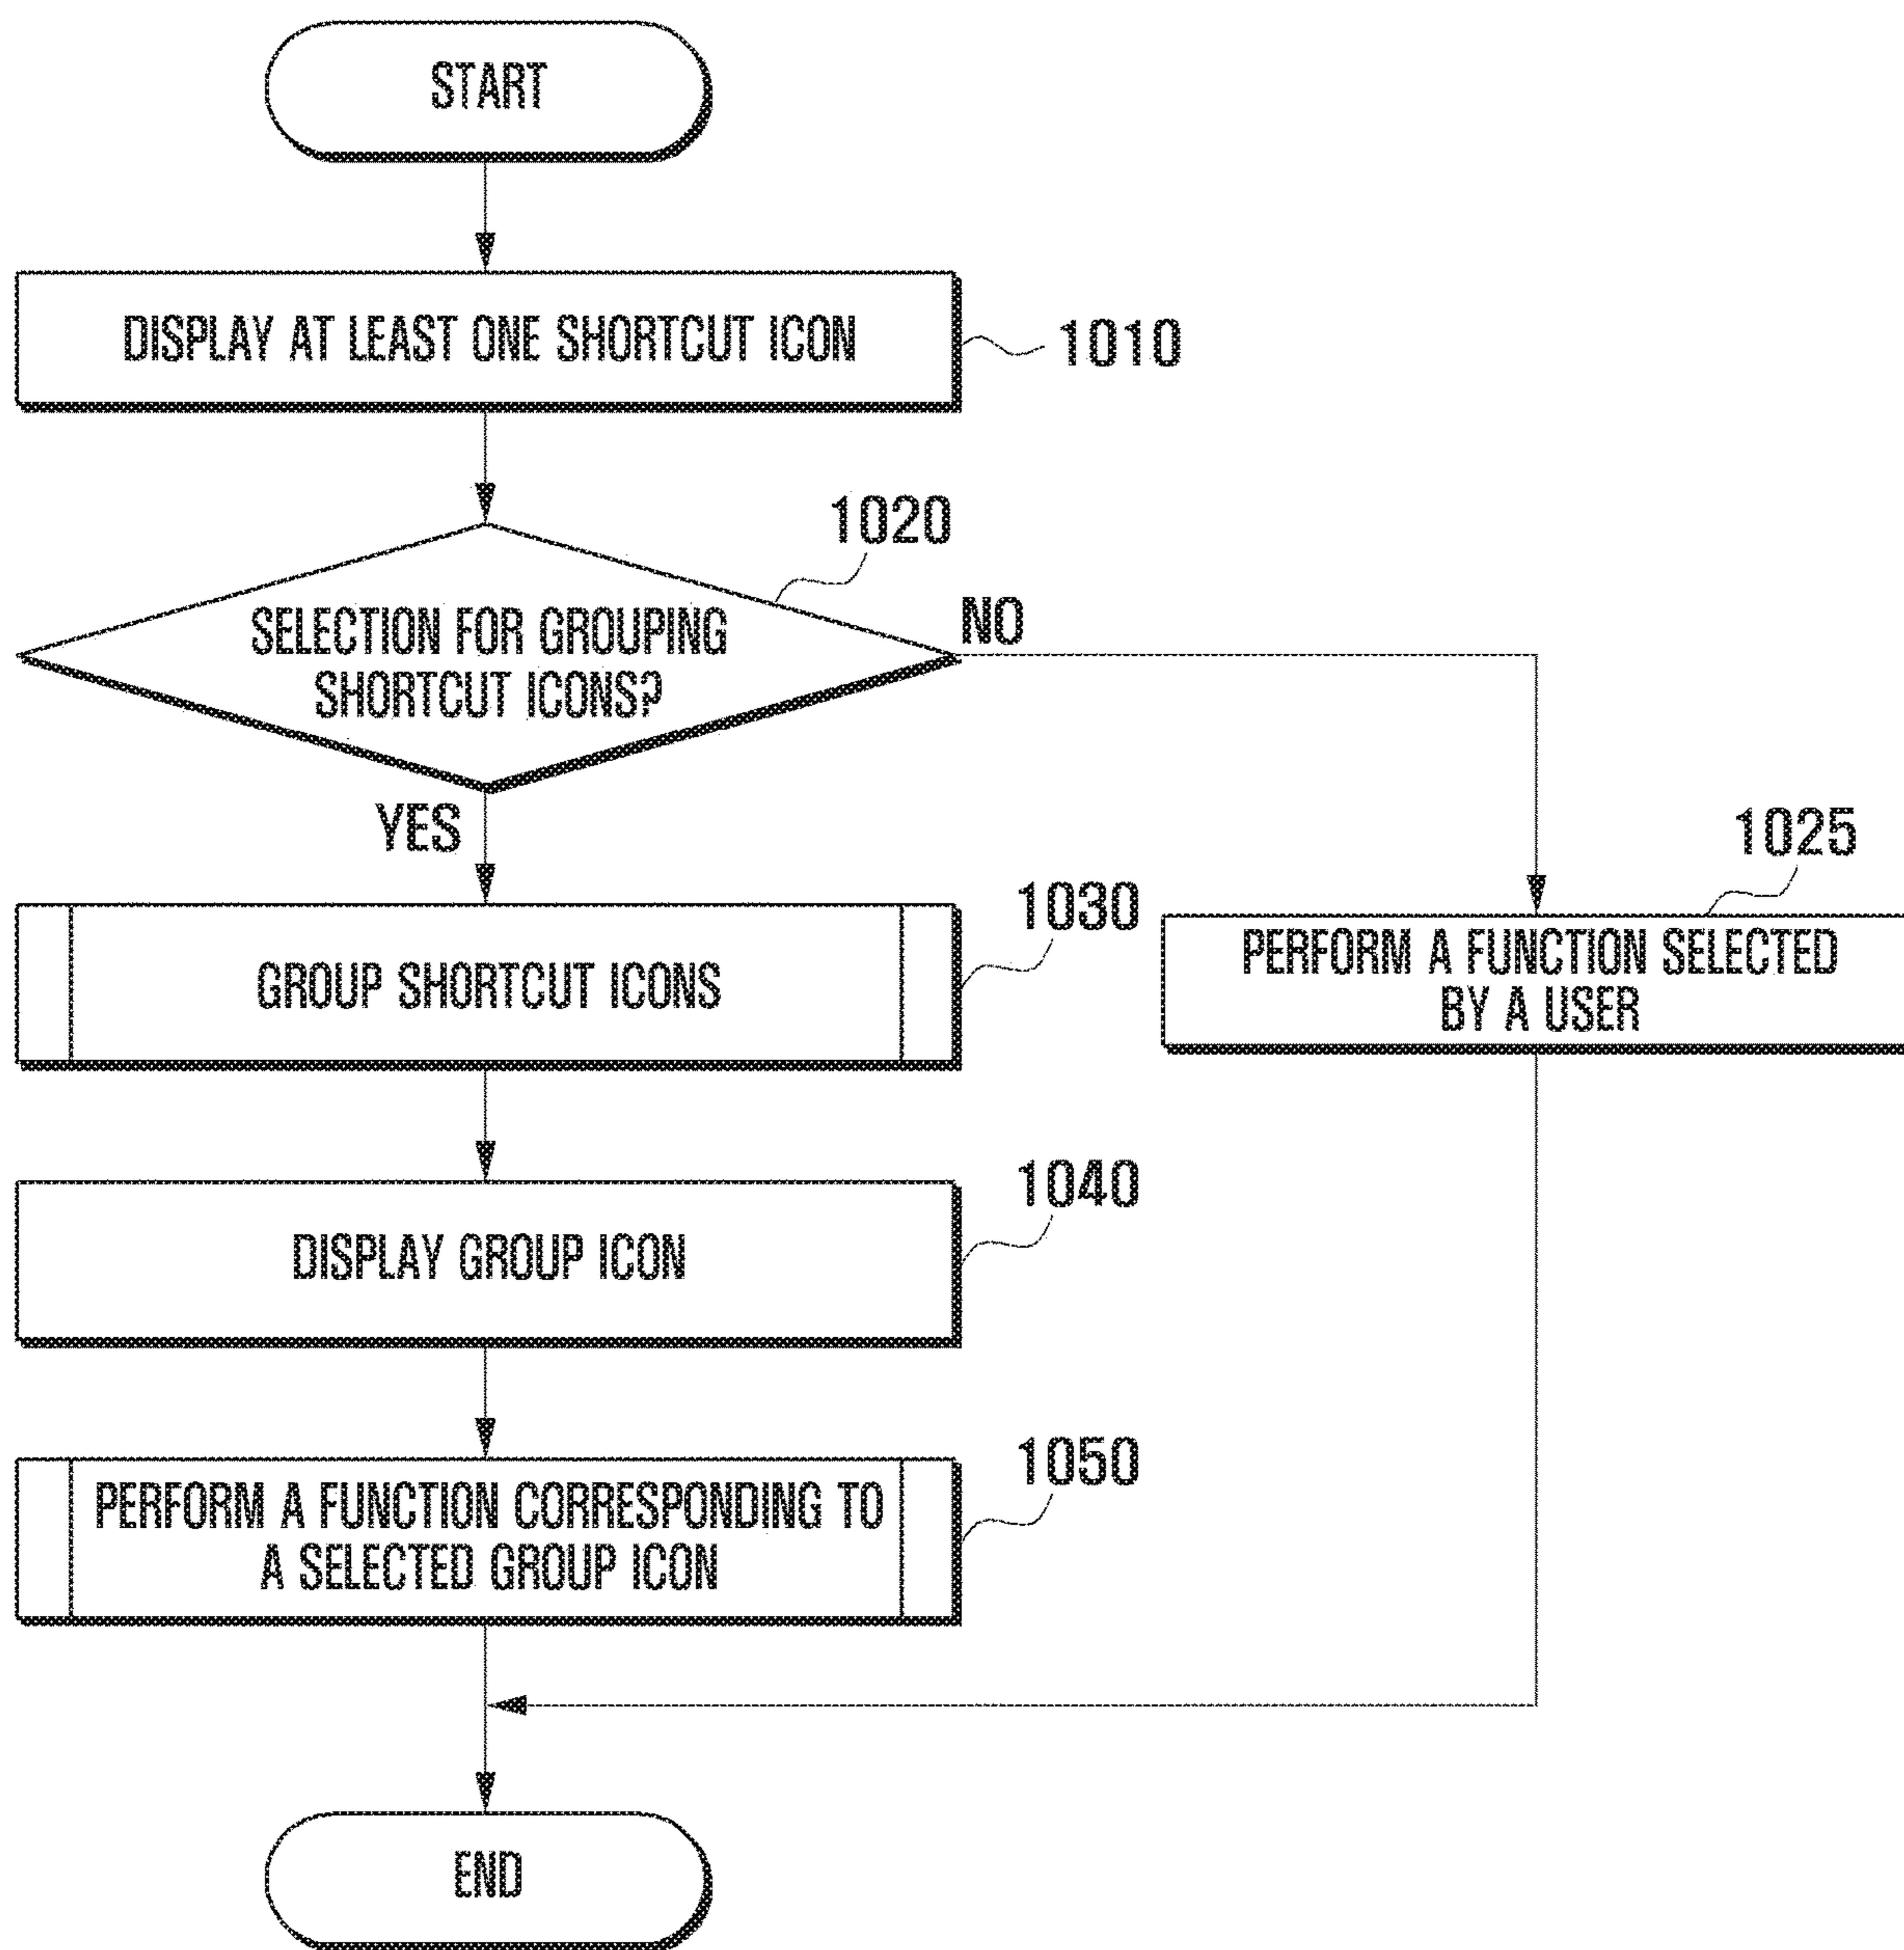 START
DISPLAY AT LEAST ONE SHORTCUT ICON
1010
1020
SELECTION FOR GROUPING
SHORTCUT ICONS?
NO
YES
1025
PERFORM A FUNCTION SELECTED
BY A USER
1030
GROUP SHORTCUT ICONS
1040
DISPLAY GROUP ICON
1050
PERFORM A FUNCTION CORRESPONDING TO
A SELECTED GROUP ICON
END